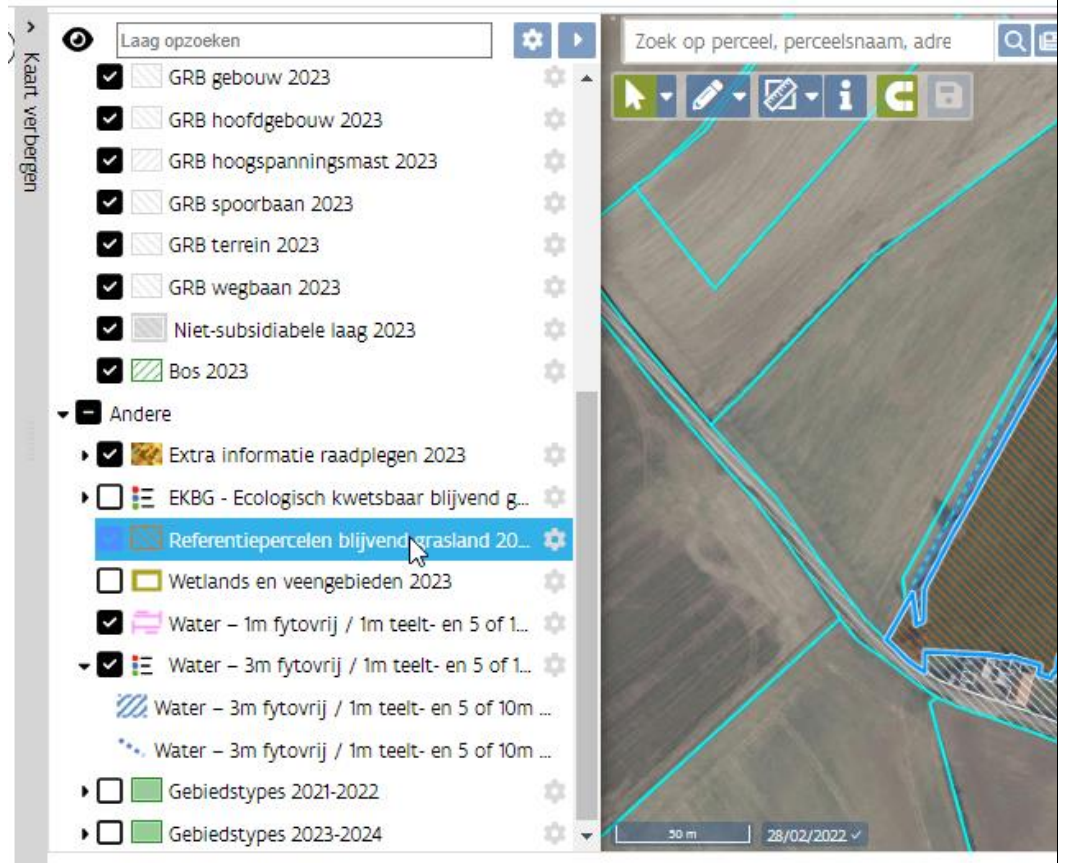 Kaart verbergen
Laag opzoeken
Zoek op perceel, perceelsnaam, adre
GRB gebouw 2023
GRB hoofdgebouw 2023
GRB hoogspanningsmast 2023
GRB spoorbaan 2023
GRB terrein 2023
GRB wegbaan 2023
Niet-subsidiabele laag 2023
Bos 2023
Andere
Extra informatie raadplegen 2023
EKBG - Ecologisch kwetsbaar blijvend g...
Referentiepercelen blijvend grasland 20...
Wetlands en veengebieden 2023
Water – 1m fytovrij / 1m teelt- en 5 of 1...
Water – 3m fytovrij / 1m teelt- en 5 of 1...
Water – 3m fytovrij / 1m teelt- en 5 of 10m ...
Water – 3m fytovrij / 1m teelt- en 5 of 10m ...
Gebiedstypes 2021-2022
Gebiedstypes 2023-2024
50 m
28/02/2022